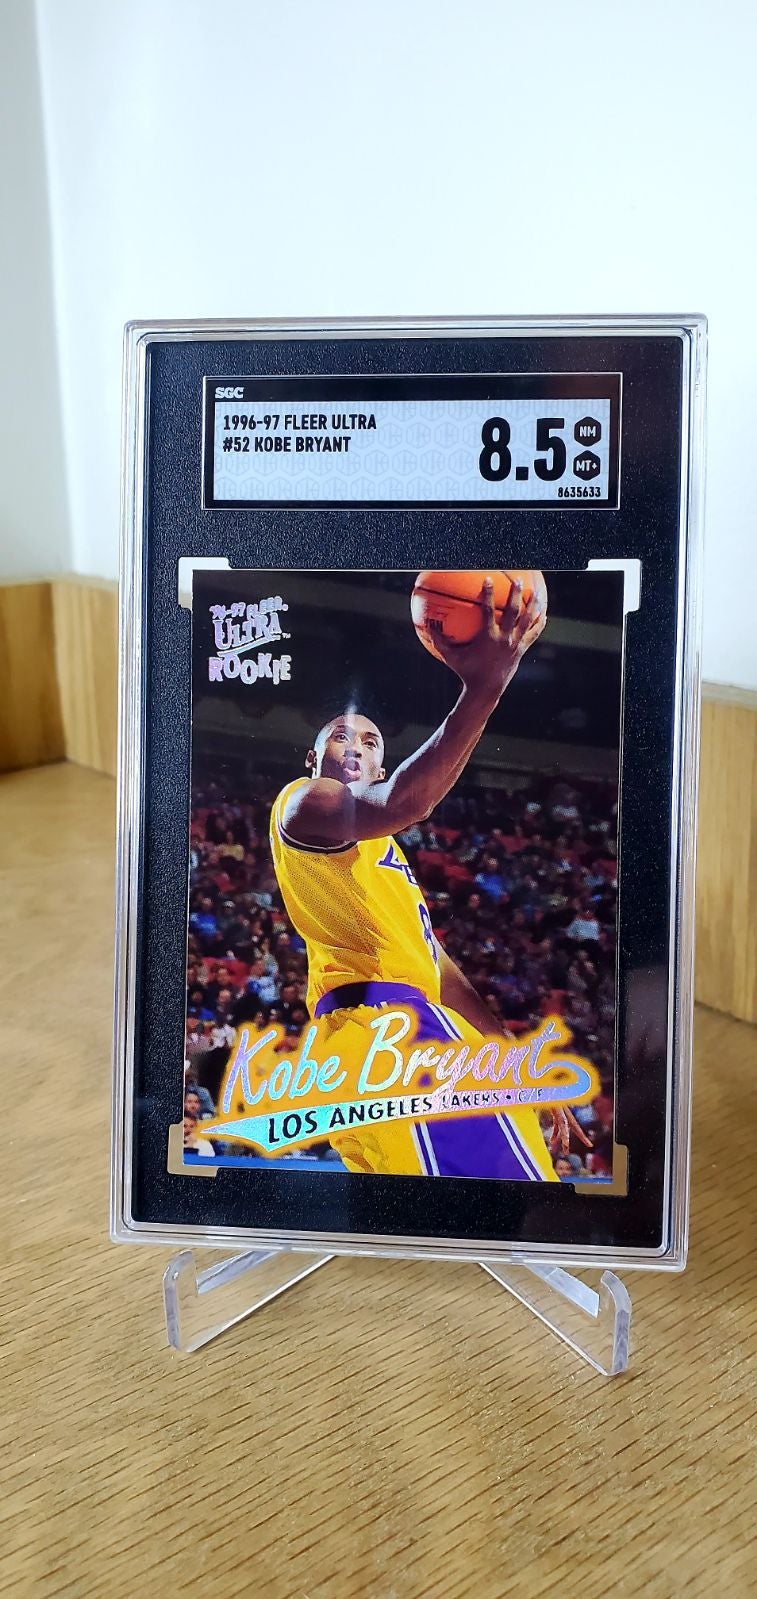 SGC
1996-97 FLEER ULTRA
#52 KOBE BRYANT
8.5
NM
MT+
8635633
'96-'97 FLEER
ULTRA
ROOKIE
Kobe Bryant
LOS ANGELES LAKERS • G/F
8